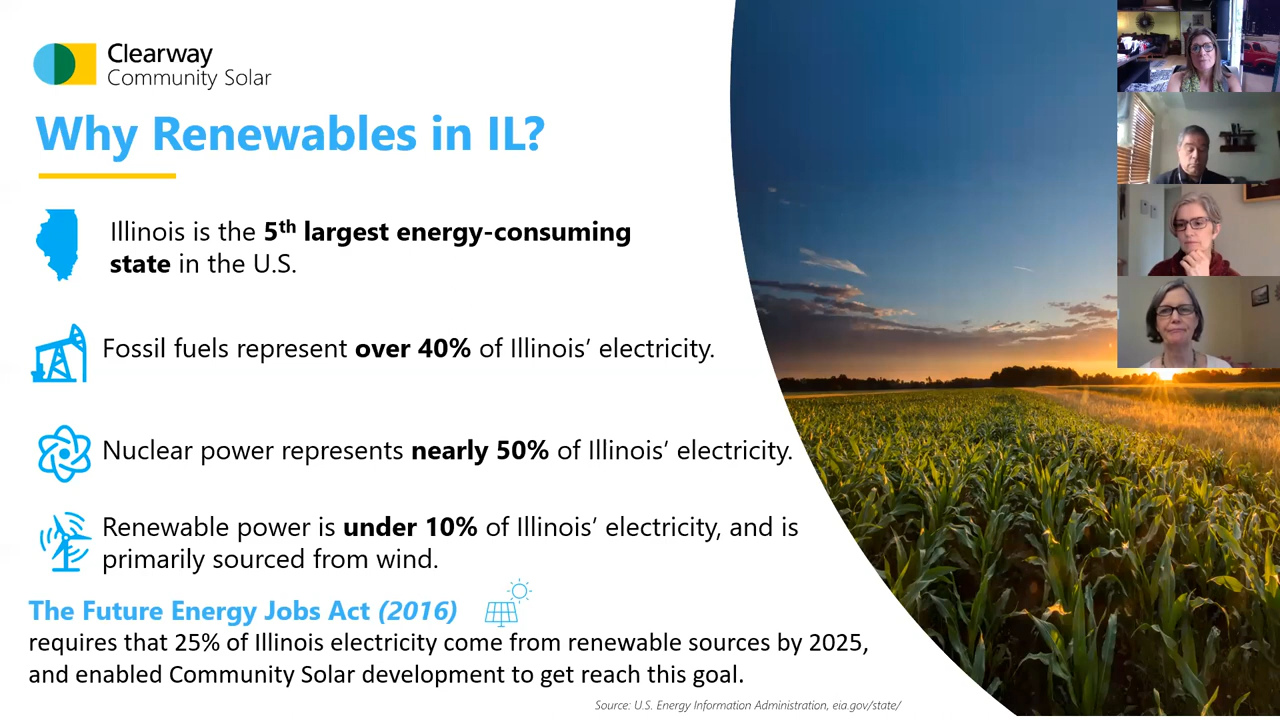 Clearway
Community Solar
Why Renewables in IL?
Illinois is the 5th largest energy-consuming
state in the U.S.
Fossil fuels represent over 40% of Illinois’ electricity.
Nuclear power represents nearly 50% of Illinois’ electricity.
Renewable power is under 10% of Illinois’ electricity, and is
primarily sourced from wind.
The Future Energy Jobs Act (2016)
requires that 25% of Illinois electricity come from renewable sources by 2025,
and enabled Community Solar development to get reach this goal.
Source: U.S. Energy Information Administration, eia.gov/state/